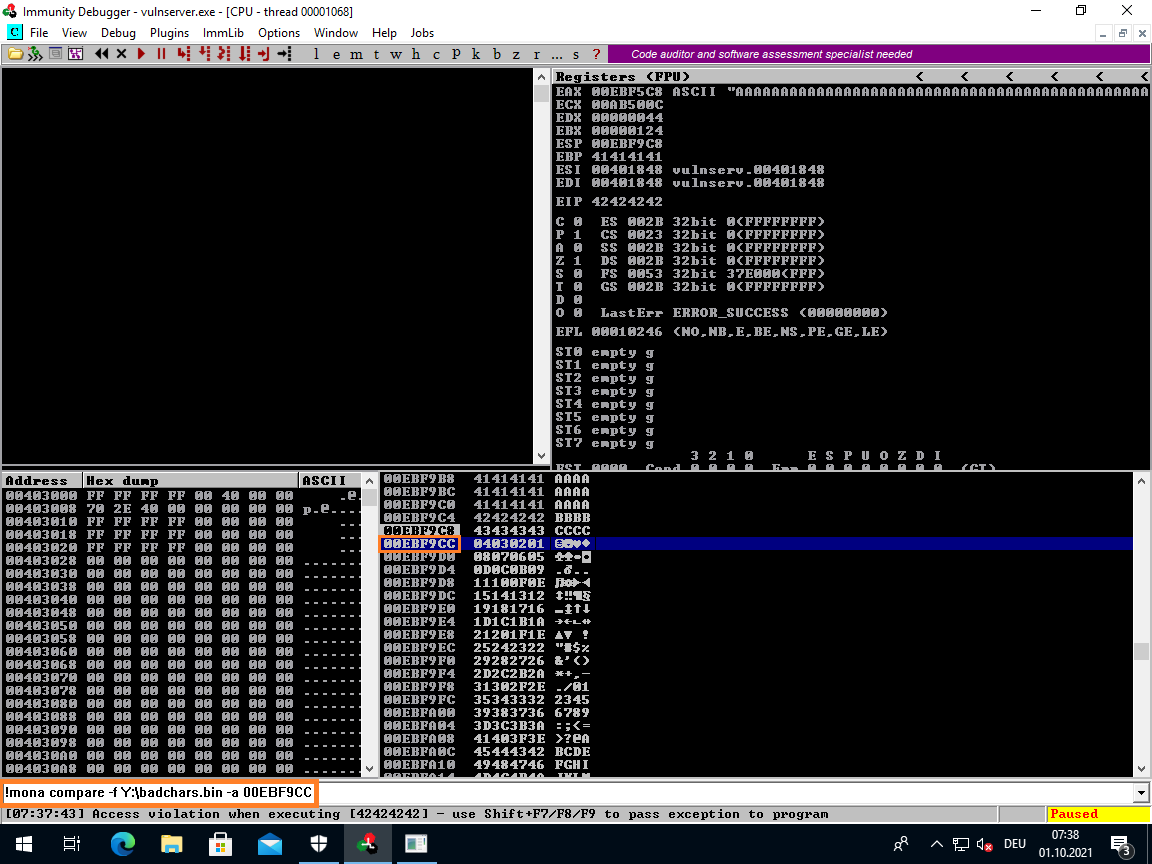 Immunity Debugger - vulnserver.exe - [CPU - thread 00001068]
File View Debug Plugins ImmLib Options Window Help Jobs
l e m t w h c P k b z r ... s ? Code auditor and software assessment specialist needed
Registers (FPU) < < < < < <
EAX 00EBF5C8 ASCII "AAAAAAAAAAAAAAAAAAAAAAAAAAAAAAAAAAAAAAAAAAAAAA
ECX 00AB500C
EDX 00000044
EBX 00000124
ESP 00EBF9C8
EBP 41414141
ESI 00401848 vulnserv.00401848
EDI 00401848 vulnserv.00401848
EIP 42424242
C 0 ES 002B 32bit 0(FFFFFFFF)
P 1 CS 0023 32bit 0(FFFFFFFF)
A 0 SS 002B 32bit 0(FFFFFFFF)
Z 1 DS 002B 32bit 0(FFFFFFFF)
S 0 FS 0053 32bit 37E000(FFF)
T 0 GS 002B 32bit 0(FFFFFFFF)
D 0
O 0 LastErr ERROR_SUCCESS (00000000)
EFL 00010246 (NO,NB,E,BE,NS,PE,GE,LE)
ST0 empty g
ST1 empty g
ST2 empty g
ST3 empty g
ST4 empty g
ST5 empty g
ST6 empty g
ST7 empty g
3 2 1 0 E S P U O Z D I
FST 0000 Cond 0 0 0 0 Err 0 0 0 0 0 0 0 0 (GT)
Address Hex dump ASCII
00403000 FF FF FF FF 00 40 00 00 .@.
00403008 70 2E 40 00 00 00 00 00 p.@....
00403010 FF FF FF FF 00 00 00 00 ...
00403018 FF FF FF FF 00 00 00 00 ...
00403020 FF FF FF FF 00 00 00 00 ...
00403028 00 00 00 00 00 00 00 00 .......
00403030 00 00 00 00 00 00 00 00 .......
00403038 00 00 00 00 00 00 00 00 .......
00403040 00 00 00 00 00 00 00 00 .......
00403048 00 00 00 00 00 00 00 00 .......
00403050 00 00 00 00 00 00 00 00 .......
00403058 00 00 00 00 00 00 00 00 .......
00403060 00 00 00 00 00 00 00 00 .......
00403068 00 00 00 00 00 00 00 00 .......
00403070 00 00 00 00 00 00 00 00 .......
00403078 00 00 00 00 00 00 00 00 .......
00403080 00 00 00 00 00 00 00 00 .......
00403088 00 00 00 00 00 00 00 00 .......
00403090 00 00 00 00 00 00 00 00 .......
00403098 00 00 00 00 00 00 00 00 .......
004030A0 00 00 00 00 00 00 00 00 .......
004030A8 00 00 00 00 00 00 00 00 .......
00EBF9B8 41414141 AAAA
00EBF9BC 41414141 AAAA
00EBF9C0 41414141 AAAA
00EBF9C4 42424242 BBBB
00EBF9C8 43434343 CCCC
00EBF9CC 04030201 ☺☻♥♦
00EBF9D0 08070605 ♣♠•◘
00EBF9D4 0D0C0B09 .♂..
00EBF9D8 11100F0E ♫☼►◄
00EBF9DC 15141312 ↕‼¶§
00EBF9E0 19181716 ▬↨↑↓
00EBF9E4 1D1C1B1A →←∟↔
00EBF9E8 21201F1E ▲▼ !
00EBF9EC 25242322 "#$%
00EBF9F0 29282726 &'()
00EBF9F4 2D2C2B2A *+,-
00EBF9F8 31302F2E ./01
00EBF9FC 35343332 2345
00EBFA00 39383736 6789
00EBFA04 3D3C3B3A :;<=
00EBFA08 41403F3E >?@A
00EBFA0C 45444342 BCDE
00EBFA10 49484746 FGHI
00EBFA14 4D4C4B4A JKLM
!mona compare -f Y:\badchars.bin -a 00EBF9CC
[07:37:43] Access violation when executing [42424242] - use Shift+F7/F8/F9 to pass exception to program Paused
DEU 07:38
01.10.2021
3